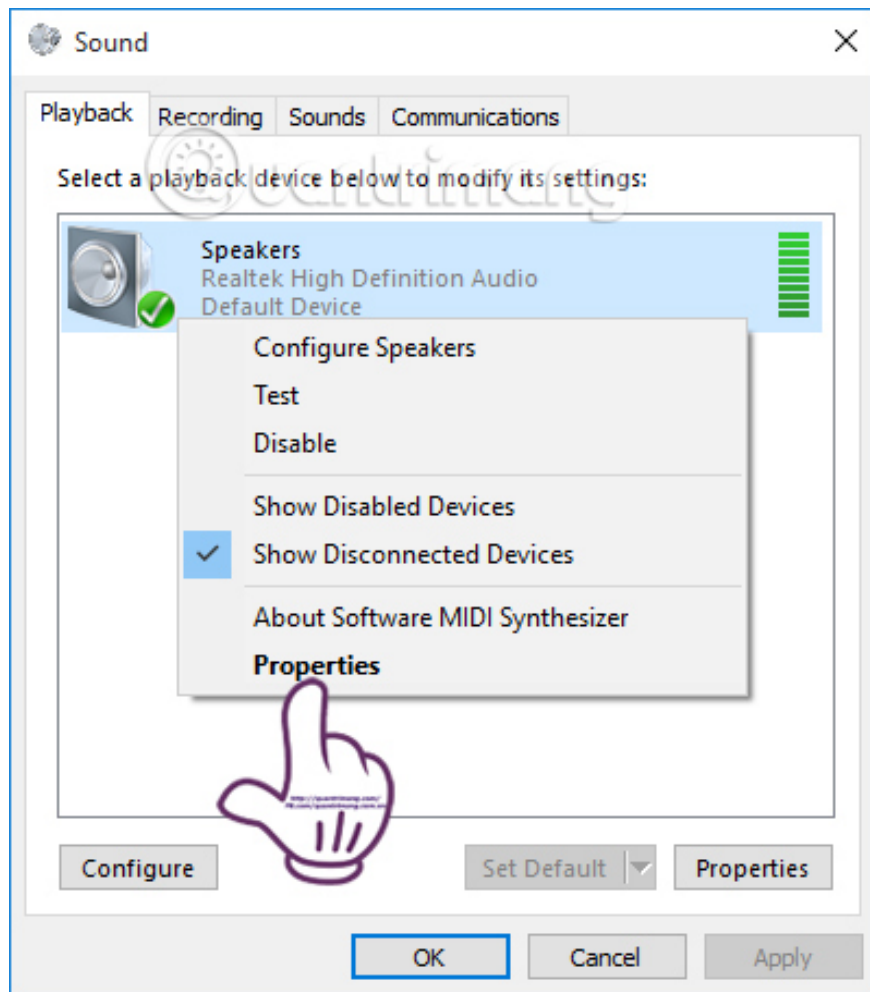 Sound
Playback Recording Sounds Communications
Select a playback device below to modify its settings:
Quantrimang
Speakers
Realtek High Definition Audio
Default Device
Configure Speakers
Test
Disable
Show Disabled Devices
Show Disconnected Devices
About Software MIDI Synthesizer
Properties
Configure Set Default Properties
OK Cancel Apply